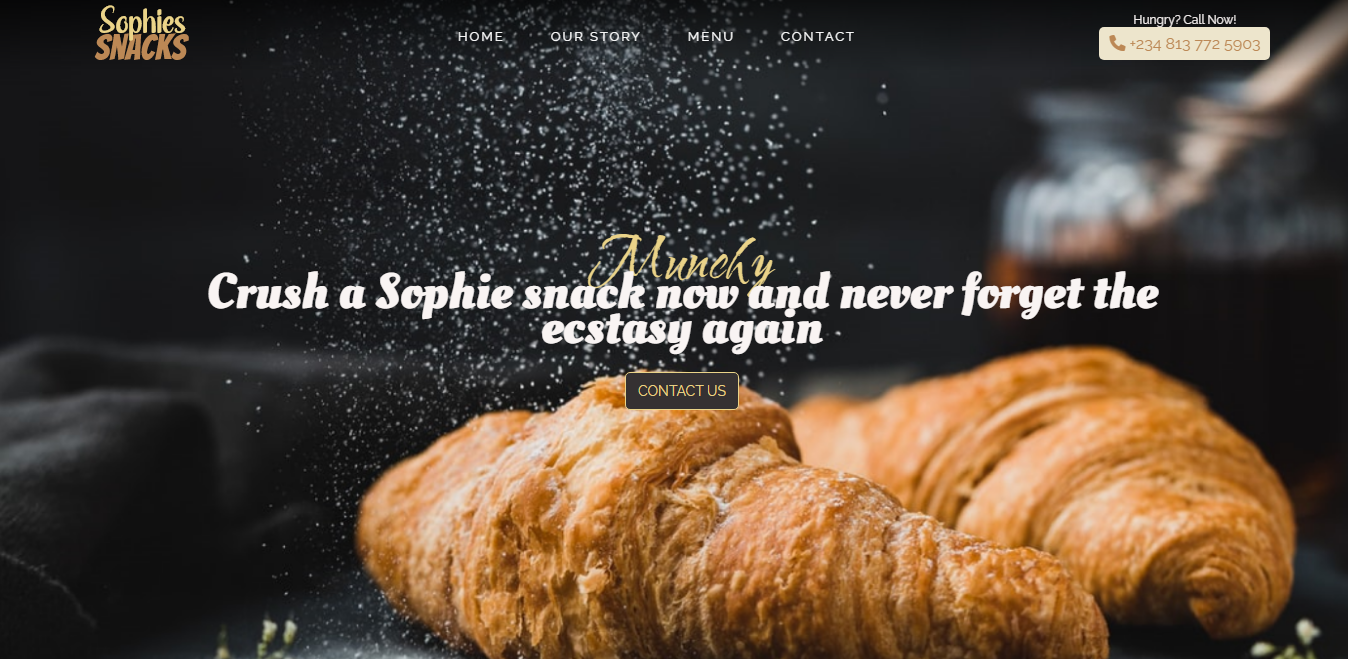 Sophies
SNACKS
HOME OUR STORY MENU CONTACT
Hungry? Call Now!
+234 813 772 5903
Munchy
Crush a Sophie snack now and never forget the
ecstasy again
CONTACT US